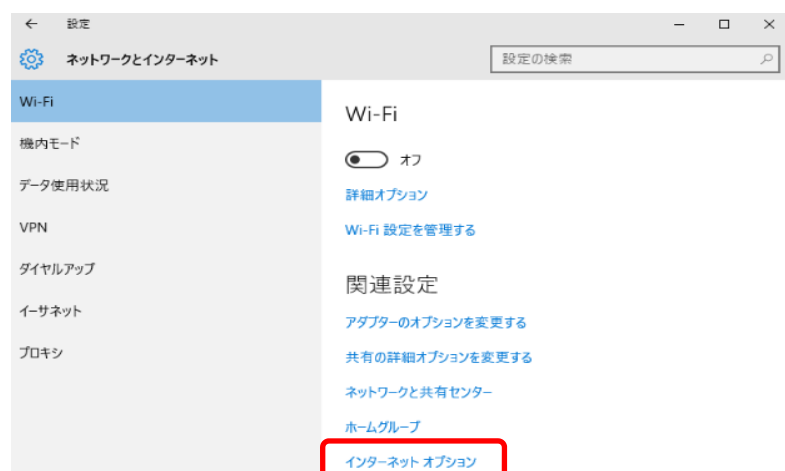 設定
ネットワークとインターネット
設定の検索
Wi-Fi
機内モード
データ使用状況
VPN
ダイヤルアップ
イーサネット
プロキシ
Wi-Fi
オフ
詳細オプション
Wi-Fi 設定を管理する
関連設定
アダプターのオプションを変更する
共有の詳細オプションを変更する
ネットワークと共有センター
ホームグループ
インターネット オプション